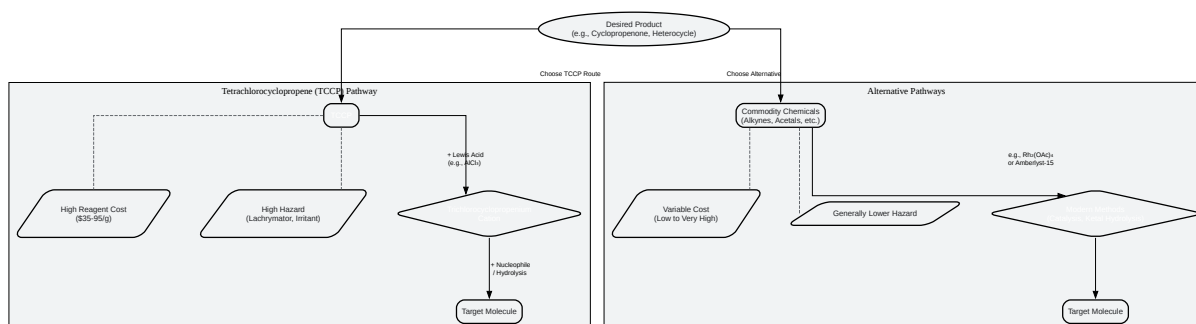 Desired Product
(e.g., Cyclopropenone, Heterocycle)
Choose TCCP Route
Choose Alternative
Tetrachlorocyclopropene (TCCP) Pathway
Alternative Pathways
Commodity Chemicals
(Alkynes, Acetals, etc.)
+ Lewis Acid
(e.g., AlCl₃)
e.g., Rh₂(OAc)₄
or Amberlyst-15
High Reagent Cost
($35-95/g)
High Hazard
(Lachrymator, Irritant)
Variable Cost
(Low to Very High)
Generally Lower Hazard
+ Nucleophile
/ Hydrolysis
Target Molecule
Target Molecule